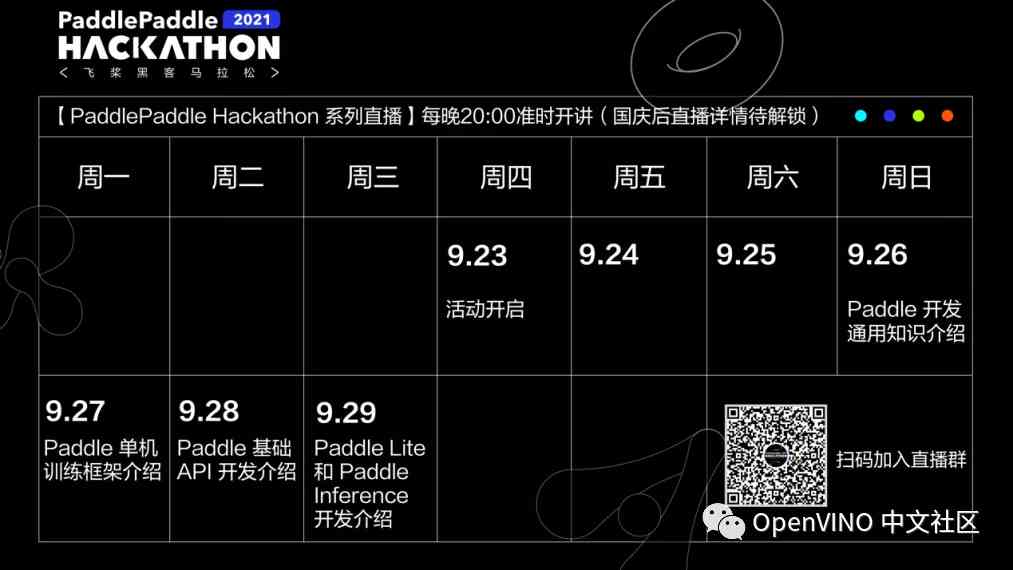 PaddlePaddle 2021
HACKATHON
< 飞桨黑客马拉松 >
【PaddlePaddle Hackathon 系列直播】每晚20:00准时开讲（国庆后直播详情待解锁）
周一 周二 周三 周四 周五 周六 周日
9.23
活动开启
9.24
9.25
9.26
Paddle 开发
通用知识介绍
9.27
Paddle 单机
训练框架介绍
9.28
Paddle 基础
API 开发介绍
9.29
Paddle Lite
和 Paddle
Inference
开发介绍
扫码加入直播群
OpenVINO 中文社区